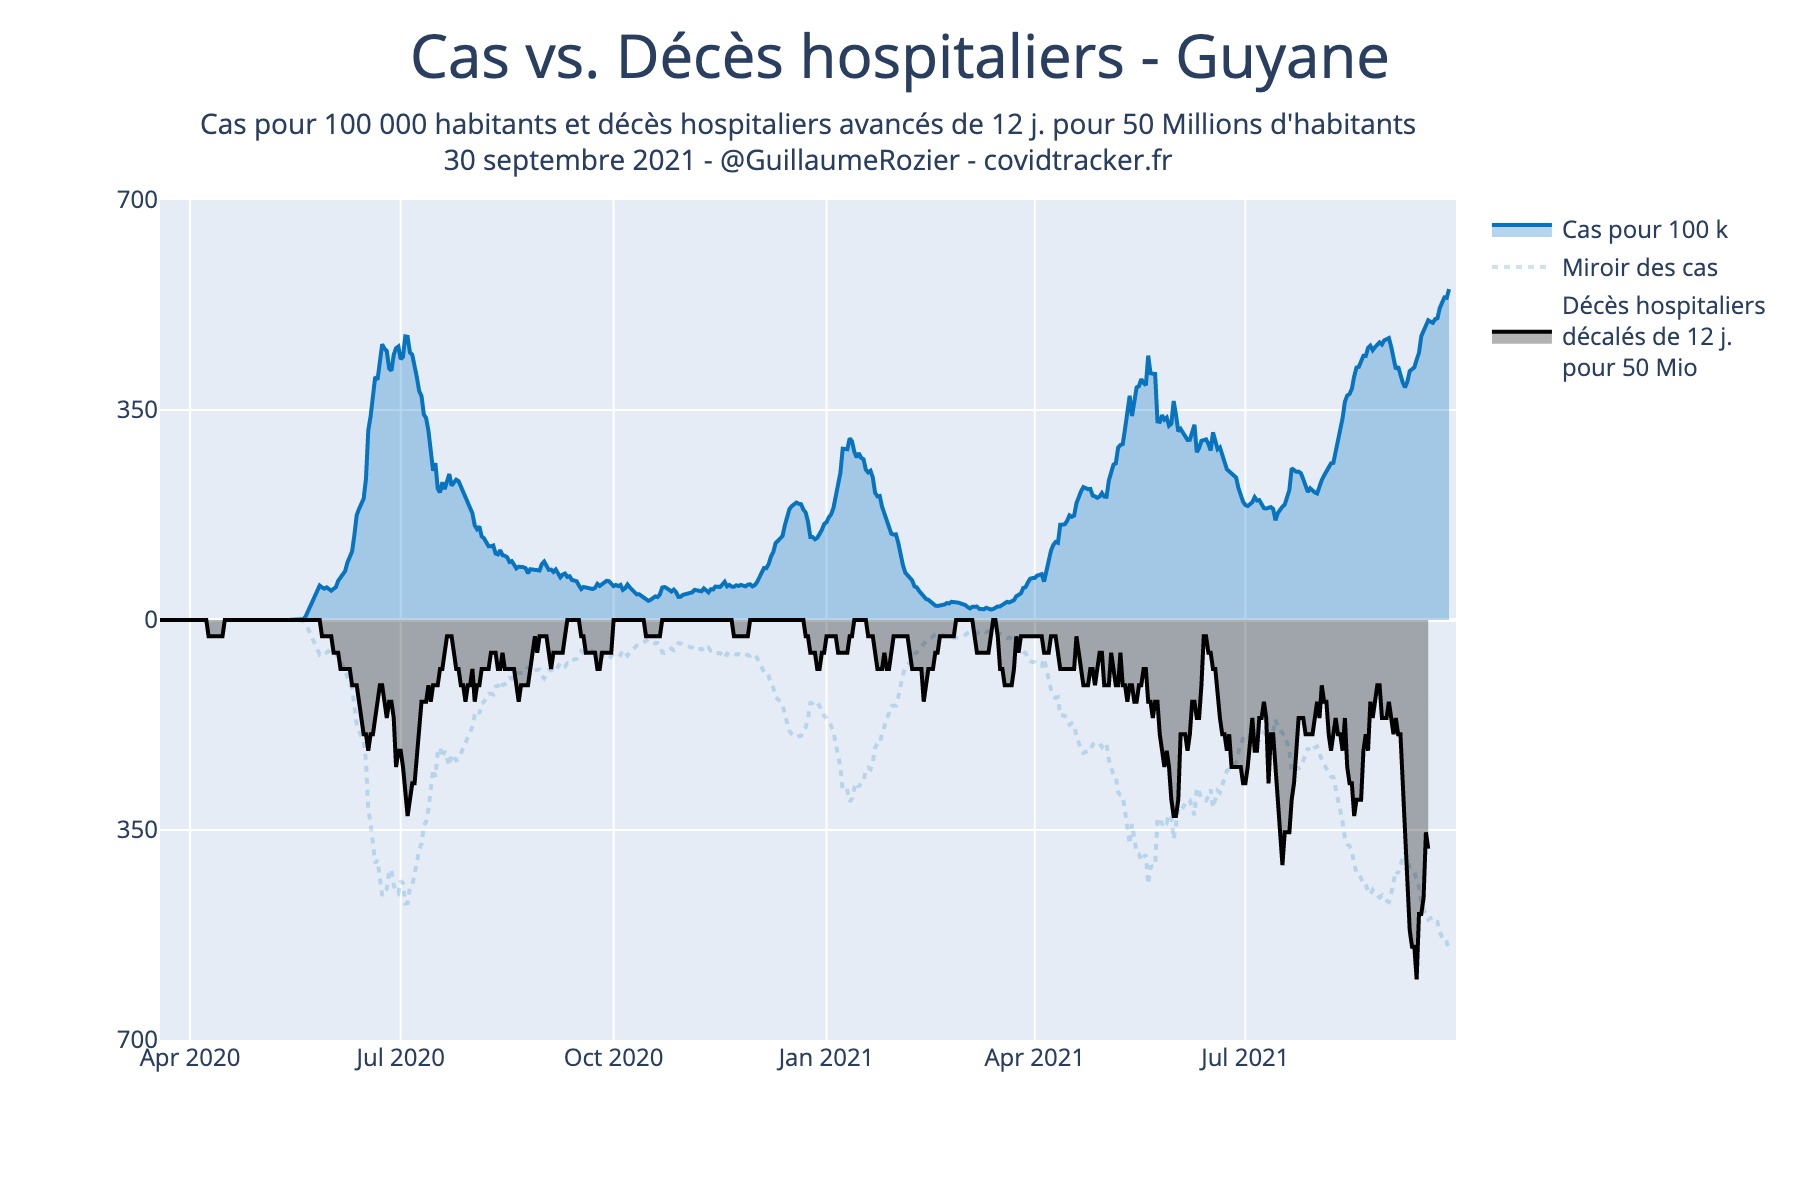 Cas vs. Décès hospitaliers - Guyane
Cas pour 100 000 habitants et décès hospitaliers avancés de 12 j. pour 50 Millions d'habitants
30 septembre 2021 - @GuillaumeRozier - covidtracker.fr
700
350
0
350
700
Apr 2020
Jul 2020
Oct 2020
Jan 2021
Apr 2021
Jul 2021
Cas pour 100 k
Miroir des cas
Décès hospitaliers
décalés de 12 j.
pour 50 Mio